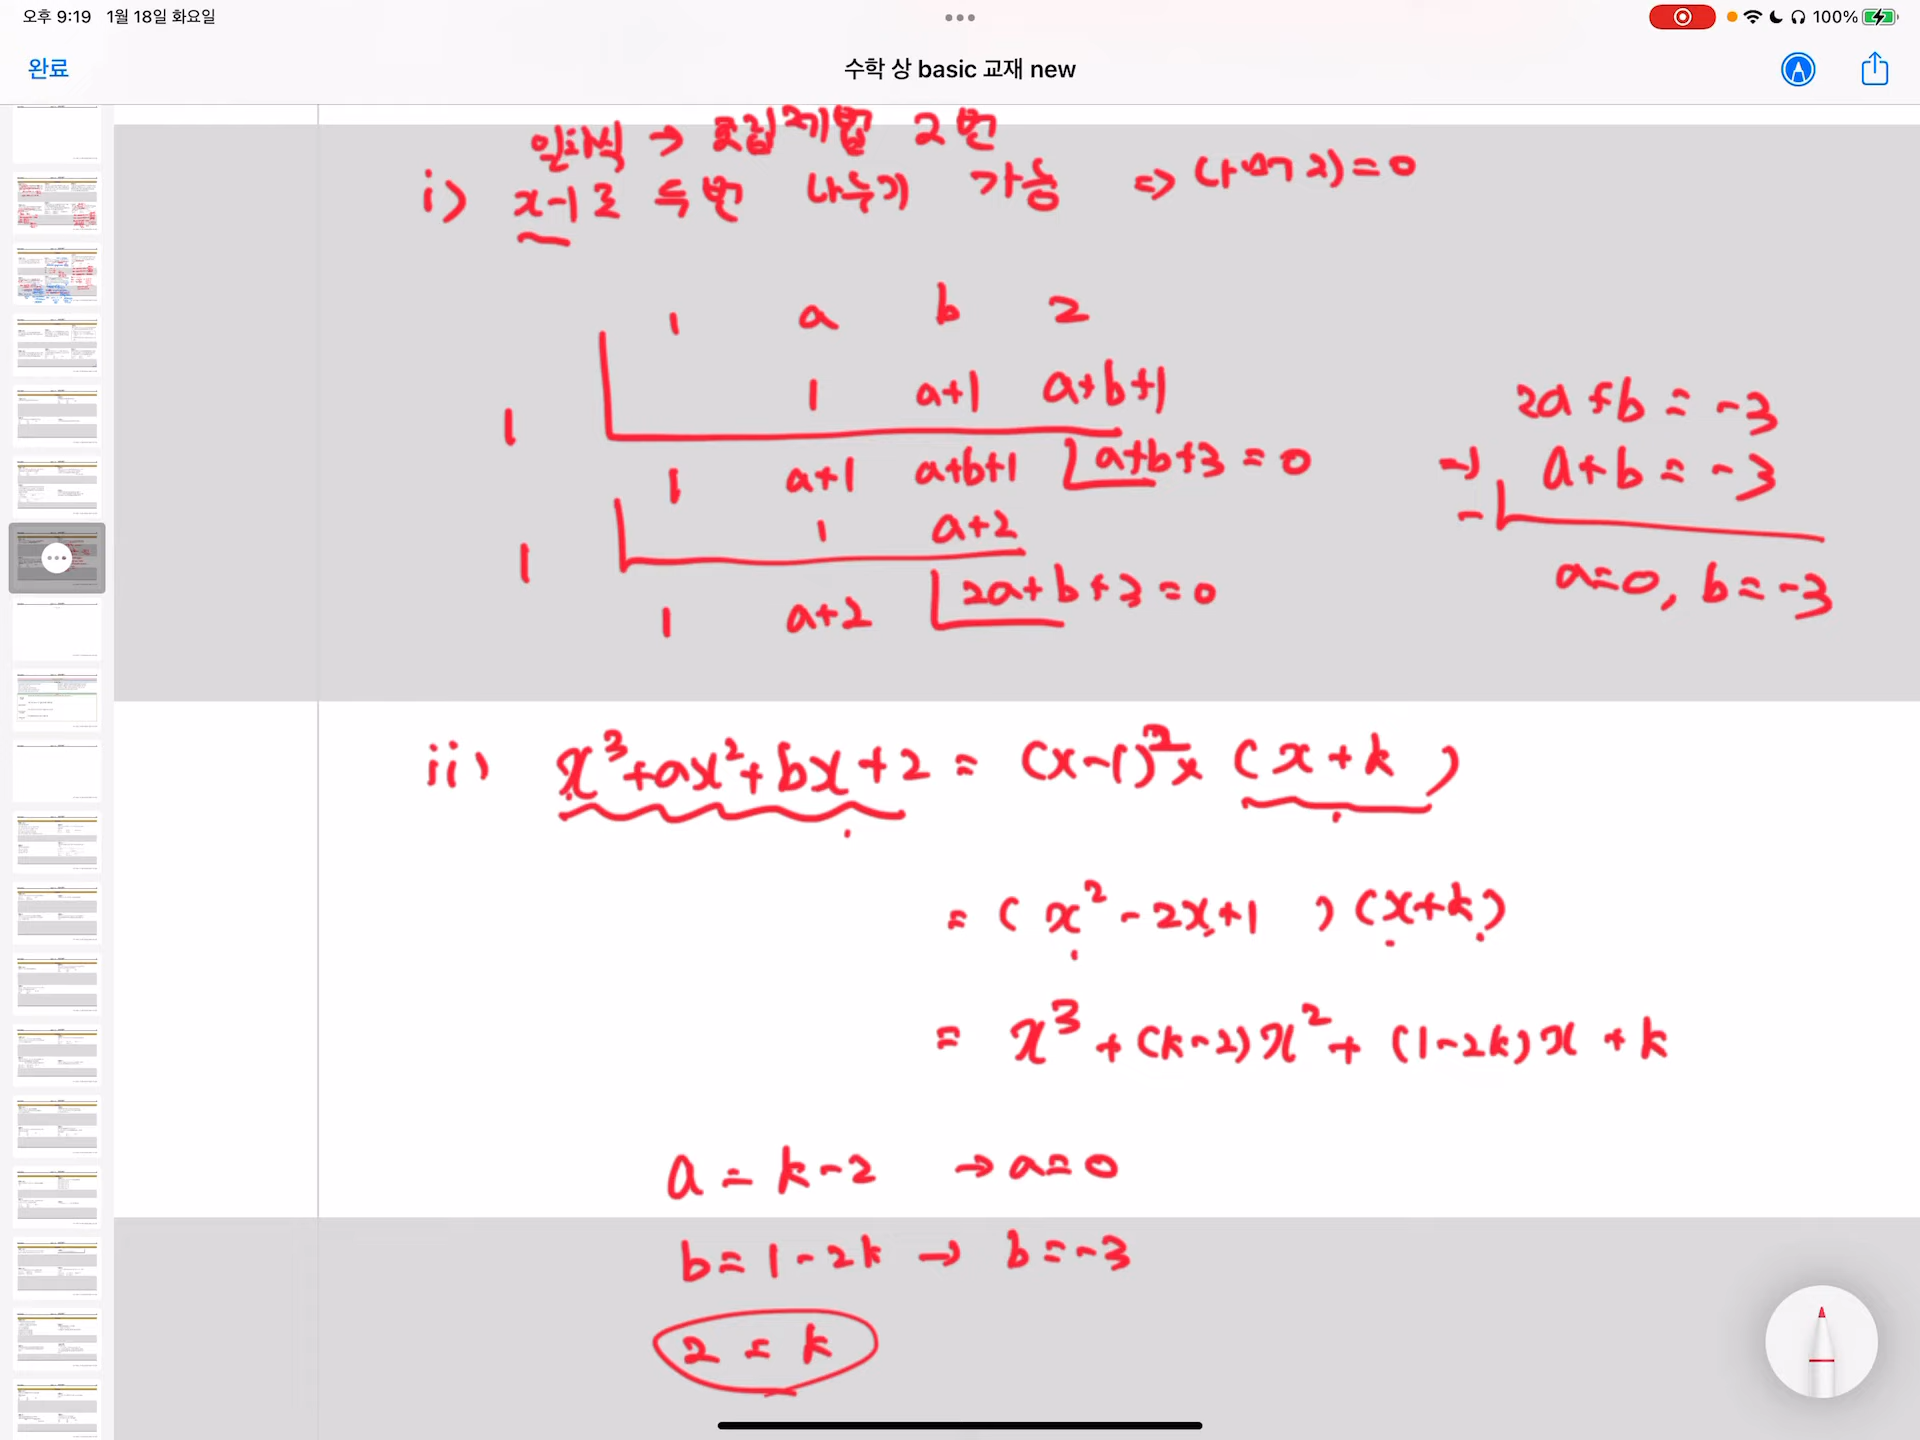 오후 9:19 1월 18일 화요일
100%
완료
수학 상 basic 교재 new
인차식 → 조립제법 2번
i) x-1로 두번 나누기 가능 => (나머지)=0
1 a b 2
1 a+1 a+b+1
1
1 a+1 a+b+1 a+b+3 = 0
1 a+2
1
1 a+2 2a+b+3 = 0
2a+b = -3
-) a+b = -3
-
a=0, b=-3
ii) x³+ax²+bx+2 = (x-1)²x (x+k)
= (x²-2x+1) (x+k)
= x³+(k-2)x²+(1-2k)x+k
a = k-2 → a=0
b=1-2k → b=-3
2 = k